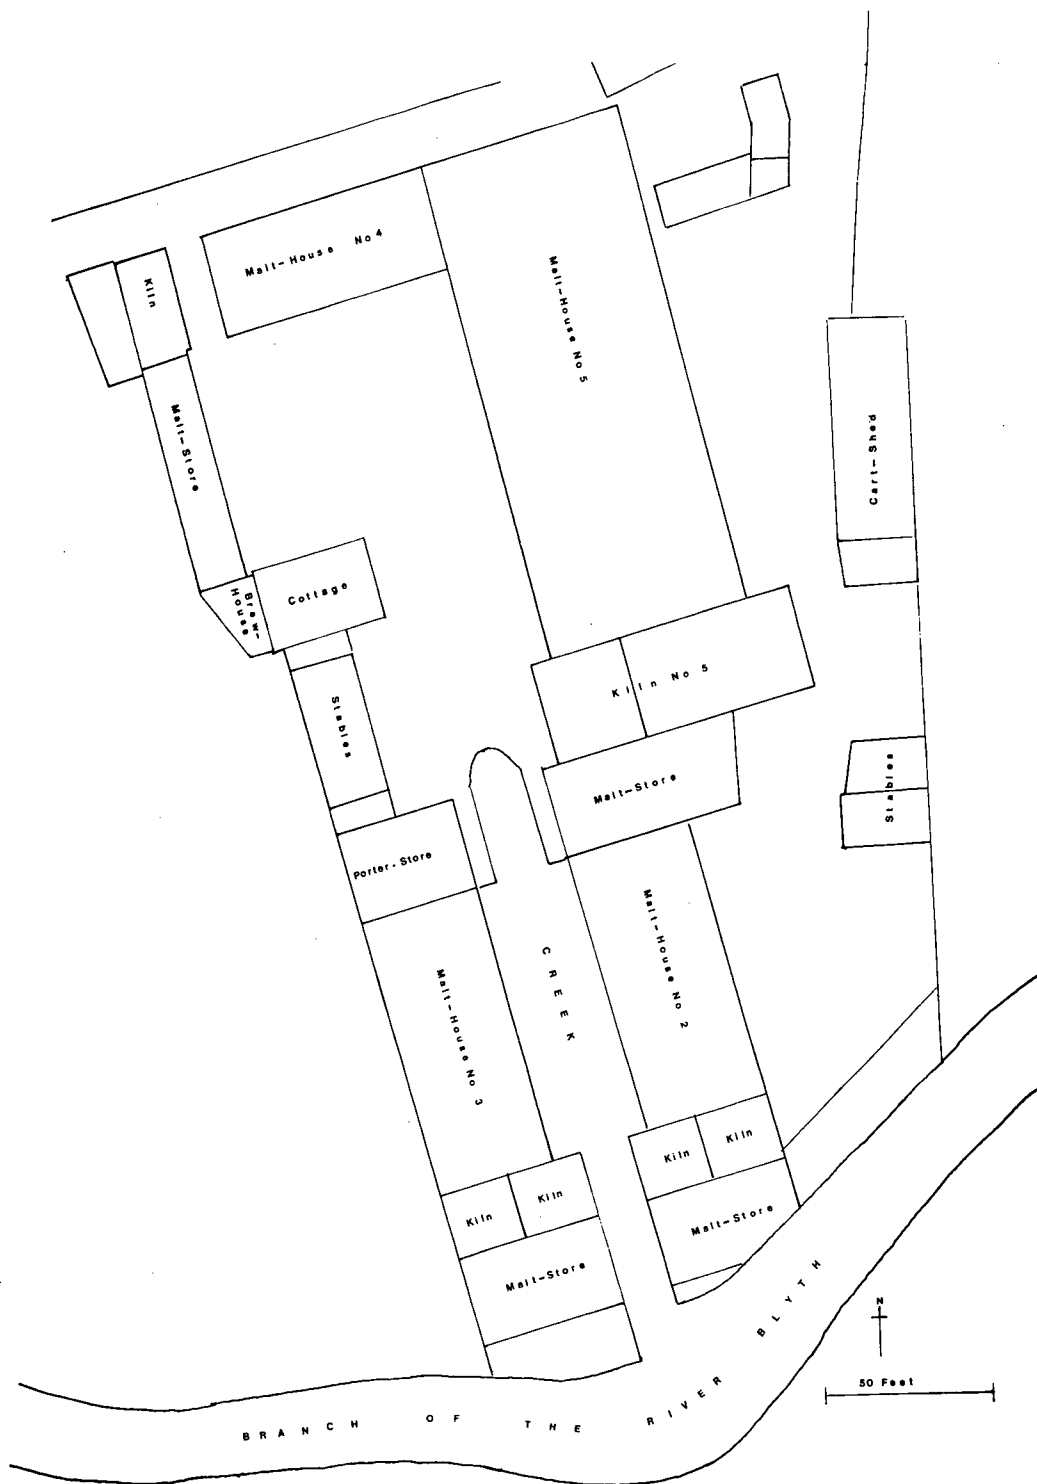 Malt-House No 4
Kiln
Malt-House No 5
Malt-Store
Cart-Shed
Brew-
House
Cottage
Kiln No 5
Stables
Malt-Store
Stables
Porter-Store
Malt-House No 2
CREEK
Malt-House No 3
Kiln
Kiln
Kiln
Kiln
Malt-Store
Malt-Store
N
50 Feet
BRANCH OF THE RIVER BLYTH